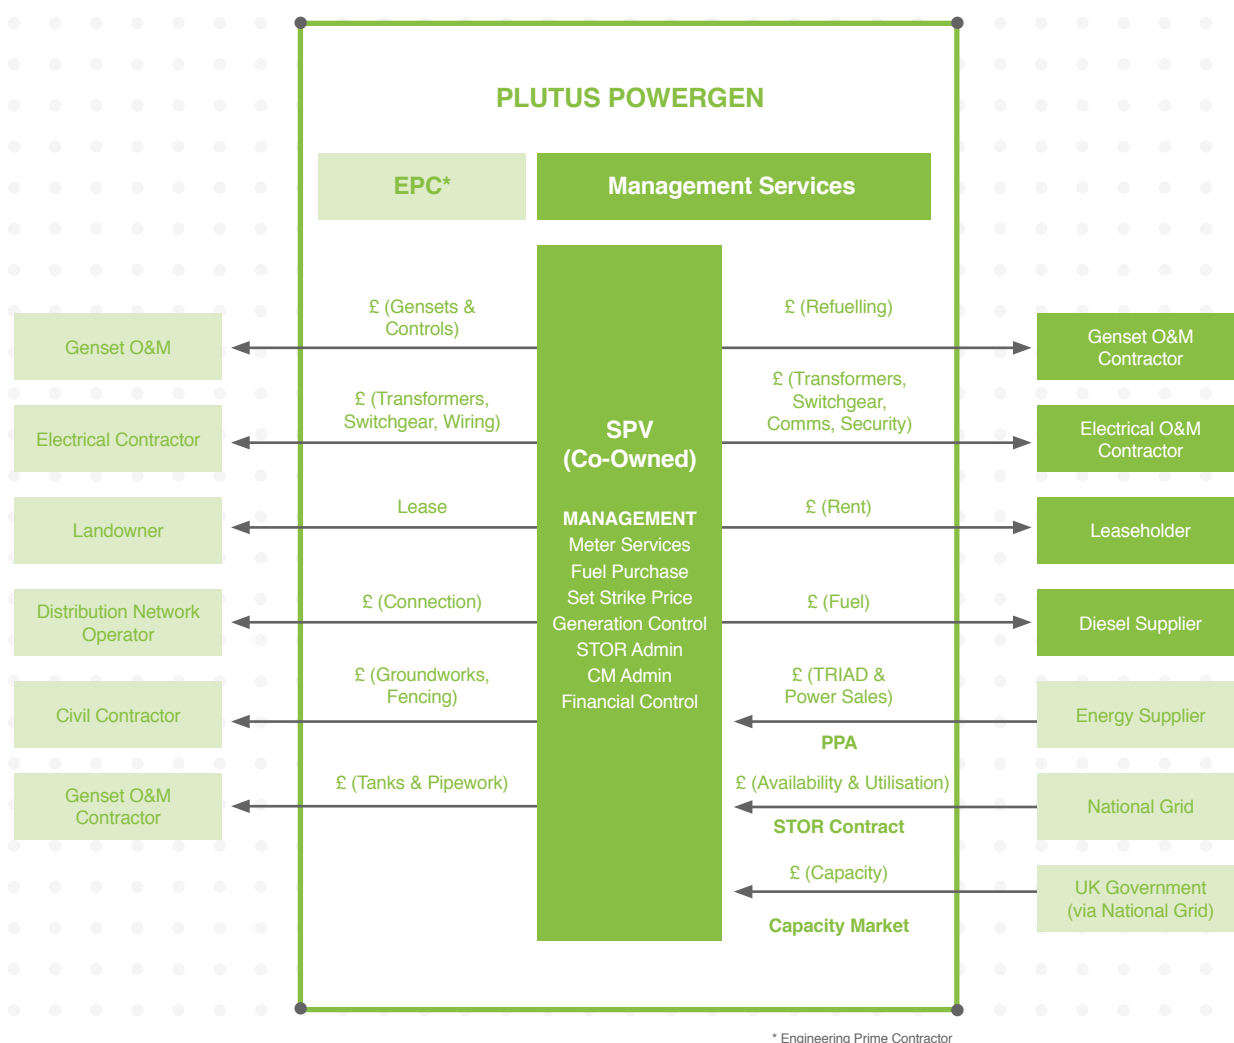 PLUTUS POWERGEN
EPC*
Management Services
Genset O&M
Electrical Contractor
Landowner
Distribution Network
Operator
Civil Contractor
Genset O&M
Contractor
£ (Gensets &
Controls)
£ (Transformers,
Switchgear, Wiring)
Lease
£ (Connection)
£ (Groundworks,
Fencing)
£ (Tanks & Pipework)
SPV
(Co-Owned)
MANAGEMENT
Meter Services
Fuel Purchase
Set Strike Price
Generation Control
STOR Admin
CM Admin
Financial Control
£ (Refuelling)
£ (Transformers,
Switchgear,
Comms, Security)
£ (Rent)
£ (Fuel)
£ (TRIAD &
Power Sales)
PPA
£ (Availability & Utilisation)
STOR Contract
£ (Capacity)
Capacity Market
Genset O&M
Contractor
Electrical O&M
Contractor
Leaseholder
Diesel Supplier
Energy Supplier
National Grid
UK Government
(via National Grid)
* Engineering Prime Contractor